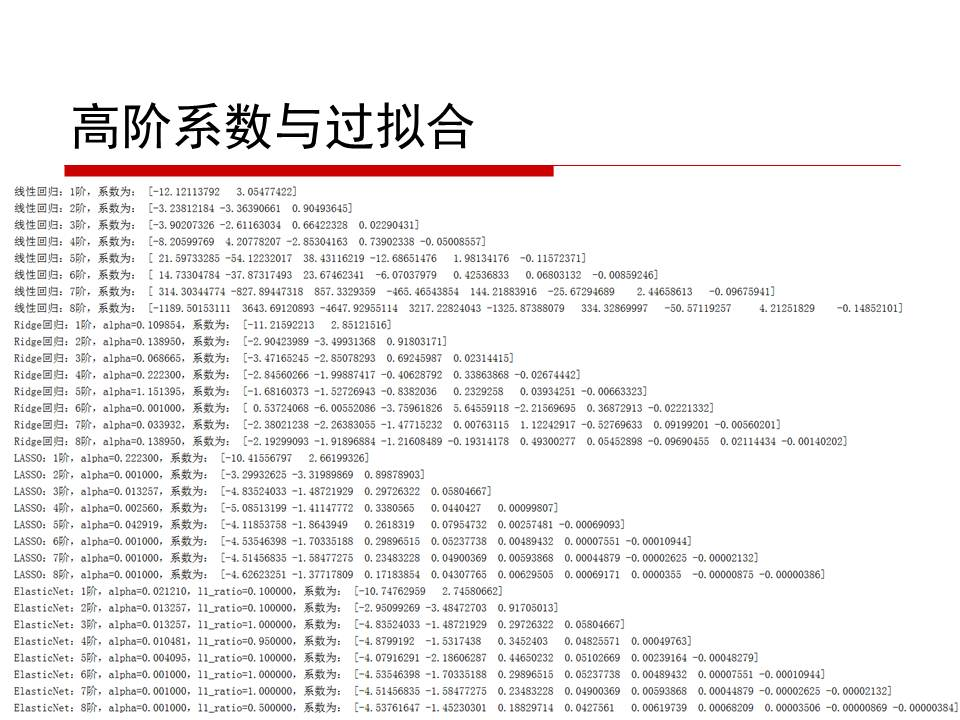 高阶系数与过拟合
线性回归: 1阶, 系数为: [-12.12113792 3.05477422]
线性回归: 2阶, 系数为: [-3.23812184 -3.36390661 0.90493645]
线性回归: 3阶, 系数为: [-3.90207326 -2.61163034 0.66422328 0.02290431]
线性回归: 4阶, 系数为: [-8.20599769 4.20778207 -2.85304163 0.73902338 -0.05008557]
线性回归: 5阶, 系数为: [ 21.59733285 -54.12232017 38.43116219 -12.68651476 1.98134176 -0.11572371]
线性回归: 6阶, 系数为: [ 14.73304784 -37.87317493 23.67462341 -6.07037979 0.42536833 0.06803132 -0.00859246]
线性回归: 7阶, 系数为: [ 314.30344774 -827.89447318 857.3329359 -465.46543854 144.21883916 -25.67294689 2.44658613 -0.09675941]
线性回归: 8阶, 系数为: [-1189.50153111 3643.69120893 -4647.92955114 3217.22824043 -1325.87388079 334.32869997 -50.57119257 4.21251829 -0.14852101]
Ridge回归: 1阶, alpha=0.109854, 系数为: [-11.21592213 2.85121516]
Ridge回归: 2阶, alpha=0.138950, 系数为: [-2.90423989 -3.49931368 0.91803171]
Ridge回归: 3阶, alpha=0.068665, 系数为: [-3.47165245 -2.85078293 0.69245987 0.02314415]
Ridge回归: 4阶, alpha=0.222300, 系数为: [-2.84560266 -1.99887417 -0.40628792 0.33863868 -0.02674442]
Ridge回归: 5阶, alpha=1.151395, 系数为: [-1.68160373 -1.52726943 -0.8382036 0.2329258 0.03934251 -0.00663323]
Ridge回归: 6阶, alpha=0.001000, 系数为: [ 0.53724068 -6.00552086 -3.75961826 5.64559118 -2.21569695 0.36872913 -0.02221332]
Ridge回归: 7阶, alpha=0.033932, 系数为: [-2.38021238 -2.26383055 -1.47715232 0.00763115 1.12242917 -0.52769633 0.09199201 -0.00560201]
Ridge回归: 8阶, alpha=0.138950, 系数为: [-2.19299093 -1.91896884 -1.21608489 -0.19314178 0.49300277 0.05452898 -0.09690455 0.02114434 -0.00140202]
LASSO: 1阶, alpha=0.222300, 系数为: [-10.41556797 2.66199326]
LASSO: 2阶, alpha=0.001000, 系数为: [-3.29932625 -3.31989869 0.89878903]
LASSO: 3阶, alpha=0.013257, 系数为: [-4.83524033 -1.48721929 0.29726322 0.05804667]
LASSO: 4阶, alpha=0.002560, 系数为: [-5.08513199 -1.41147772 0.3380565 0.0440427 0.00099807]
LASSO: 5阶, alpha=0.042919, 系数为: [-4.11853758 -1.8643949 0.2618319 0.07954732 0.00257481 -0.00069093]
LASSO: 6阶, alpha=0.001000, 系数为: [-4.53546398 -1.70335188 0.29896515 0.05237738 0.00489432 0.00007551 -0.00010944]
LASSO: 7阶, alpha=0.001000, 系数为: [-4.51456835 -1.58477275 0.23483228 0.04900369 0.00593868 0.00044879 -0.00002625 -0.00002132]
LASSO: 8阶, alpha=0.001000, 系数为: [-4.62623251 -1.37717809 0.17183854 0.04307765 0.00629505 0.00069171 0.0000355 -0.00000875 -0.00000386]
ElasticNet: 1阶, alpha=0.021210, l1_ratio=0.100000, 系数为: [-10.74762959 2.74580662]
ElasticNet: 2阶, alpha=0.013257, l1_ratio=0.100000, 系数为: [-2.95099269 -3.48472703 0.91705013]
ElasticNet: 3阶, alpha=0.013257, l1_ratio=1.000000, 系数为: [-4.83524033 -1.48721929 0.29726322 0.05804667]
ElasticNet: 4阶, alpha=0.010481, l1_ratio=0.950000, 系数为: [-4.8799192 -1.5317438 0.3452403 0.04825571 0.00049763]
ElasticNet: 5阶, alpha=0.004095, l1_ratio=0.100000, 系数为: [-4.07916291 -2.18606287 0.44650232 0.05102669 0.00239164 -0.00048279]
ElasticNet: 6阶, alpha=0.001000, l1_ratio=1.000000, 系数为: [-4.53546398 -1.70335188 0.29896515 0.05237738 0.00489432 0.00007551 -0.00010944]
ElasticNet: 7阶, alpha=0.001000, l1_ratio=1.000000, 系数为: [-4.51456835 -1.58477275 0.23483228 0.04900369 0.00593868 0.00044879 -0.00002625 -0.00002132]
ElasticNet: 8阶, alpha=0.001000, l1_ratio=0.500000, 系数为: [-4.53761647 -1.45230301 0.18829714 0.0427561 0.00619739 0.00068209 0.00003506 -0.00000869 -0.00000384]